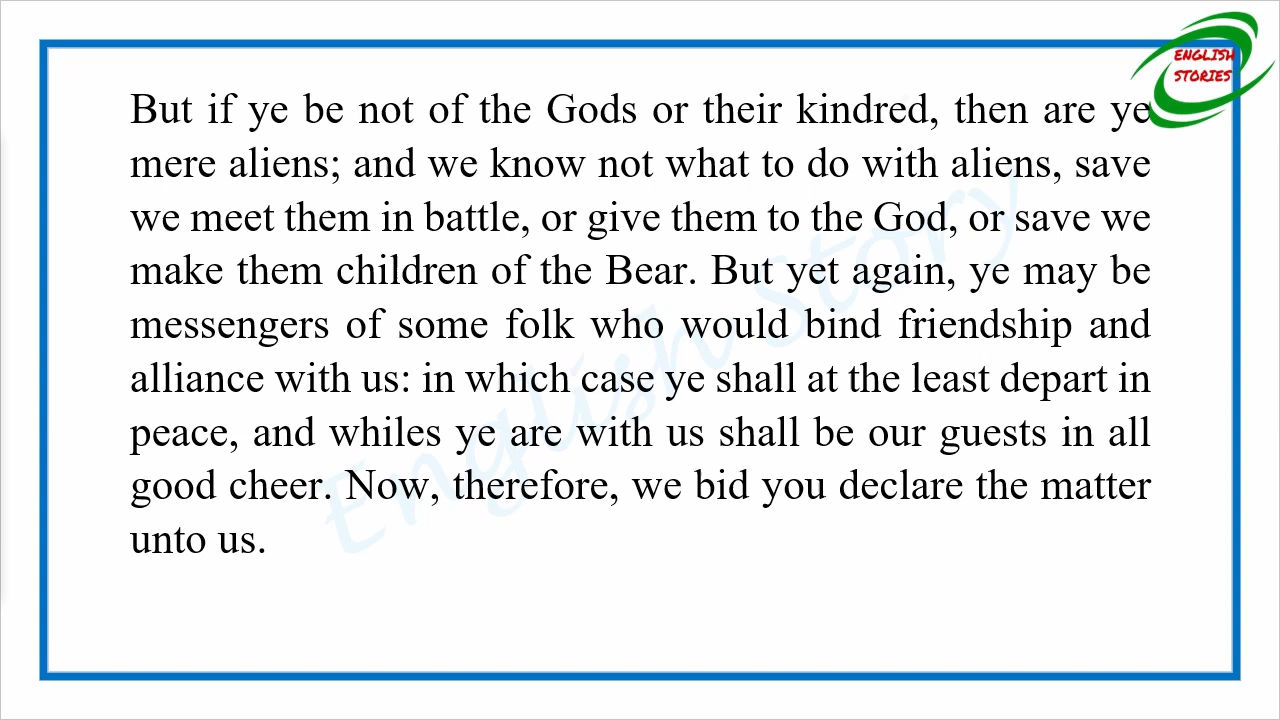 ENGLISH
STORIES
But if ye be not of the Gods or their kindred, then are ye
mere aliens; and we know not what to do with aliens, save
we meet them in battle, or give them to the God, or save we
make them children of the Bear. But yet again, ye may be
messengers of some folk who would bind friendship and
alliance with us: in which case ye shall at the least depart in
peace, and whiles ye are with us shall be our guests in all
good cheer. Now, therefore, we bid you declare the matter
unto us.
English Story